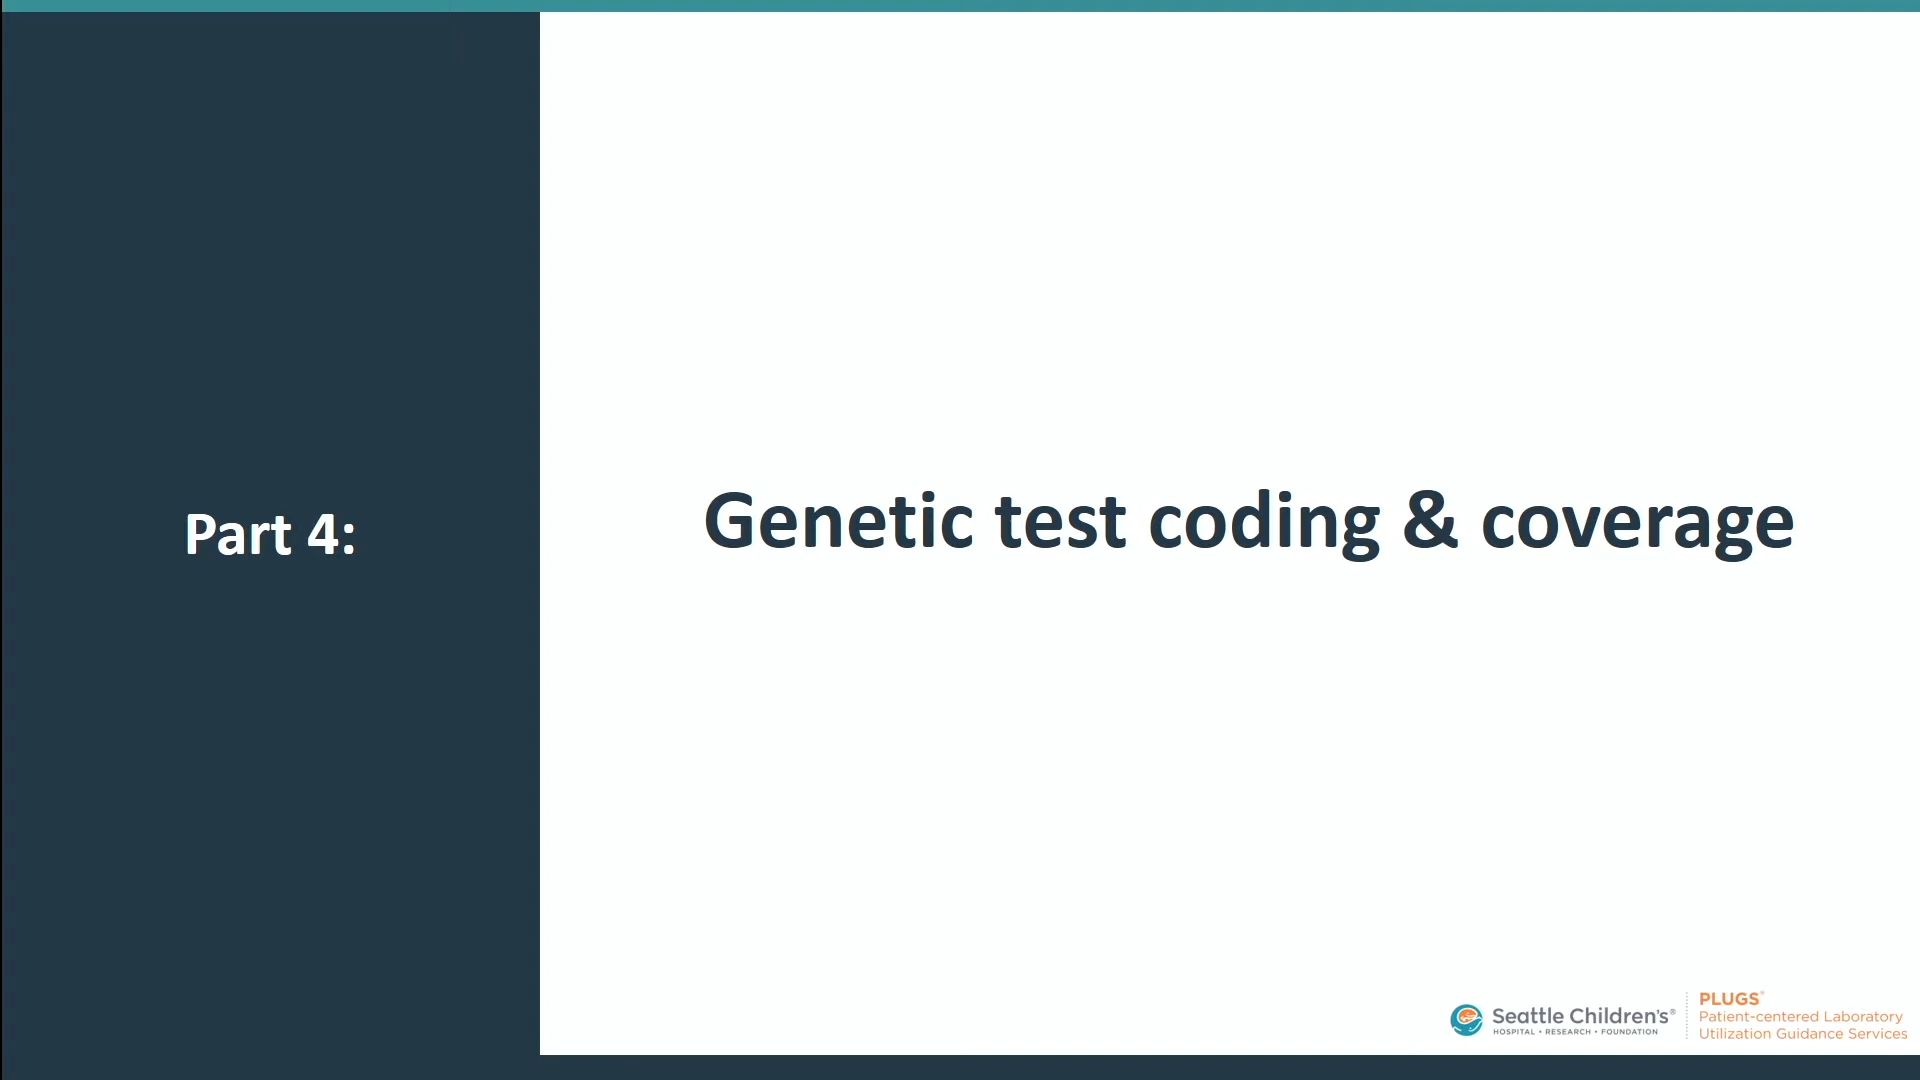 Part 4:
Genetic test coding & coverage
Seattle Children's®
HOSPITAL • RESEARCH • FOUNDATION
PLUGS®
Patient-centered Laboratory
Utilization Guidance Services